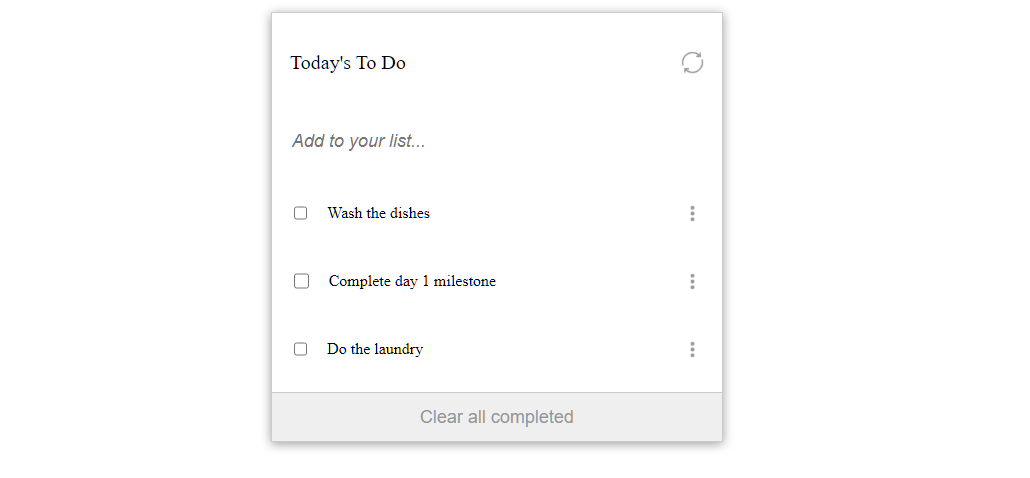 Today's To Do
Add to your list...
Wash the dishes
Complete day 1 milestone
Do the laundry
Clear all completed